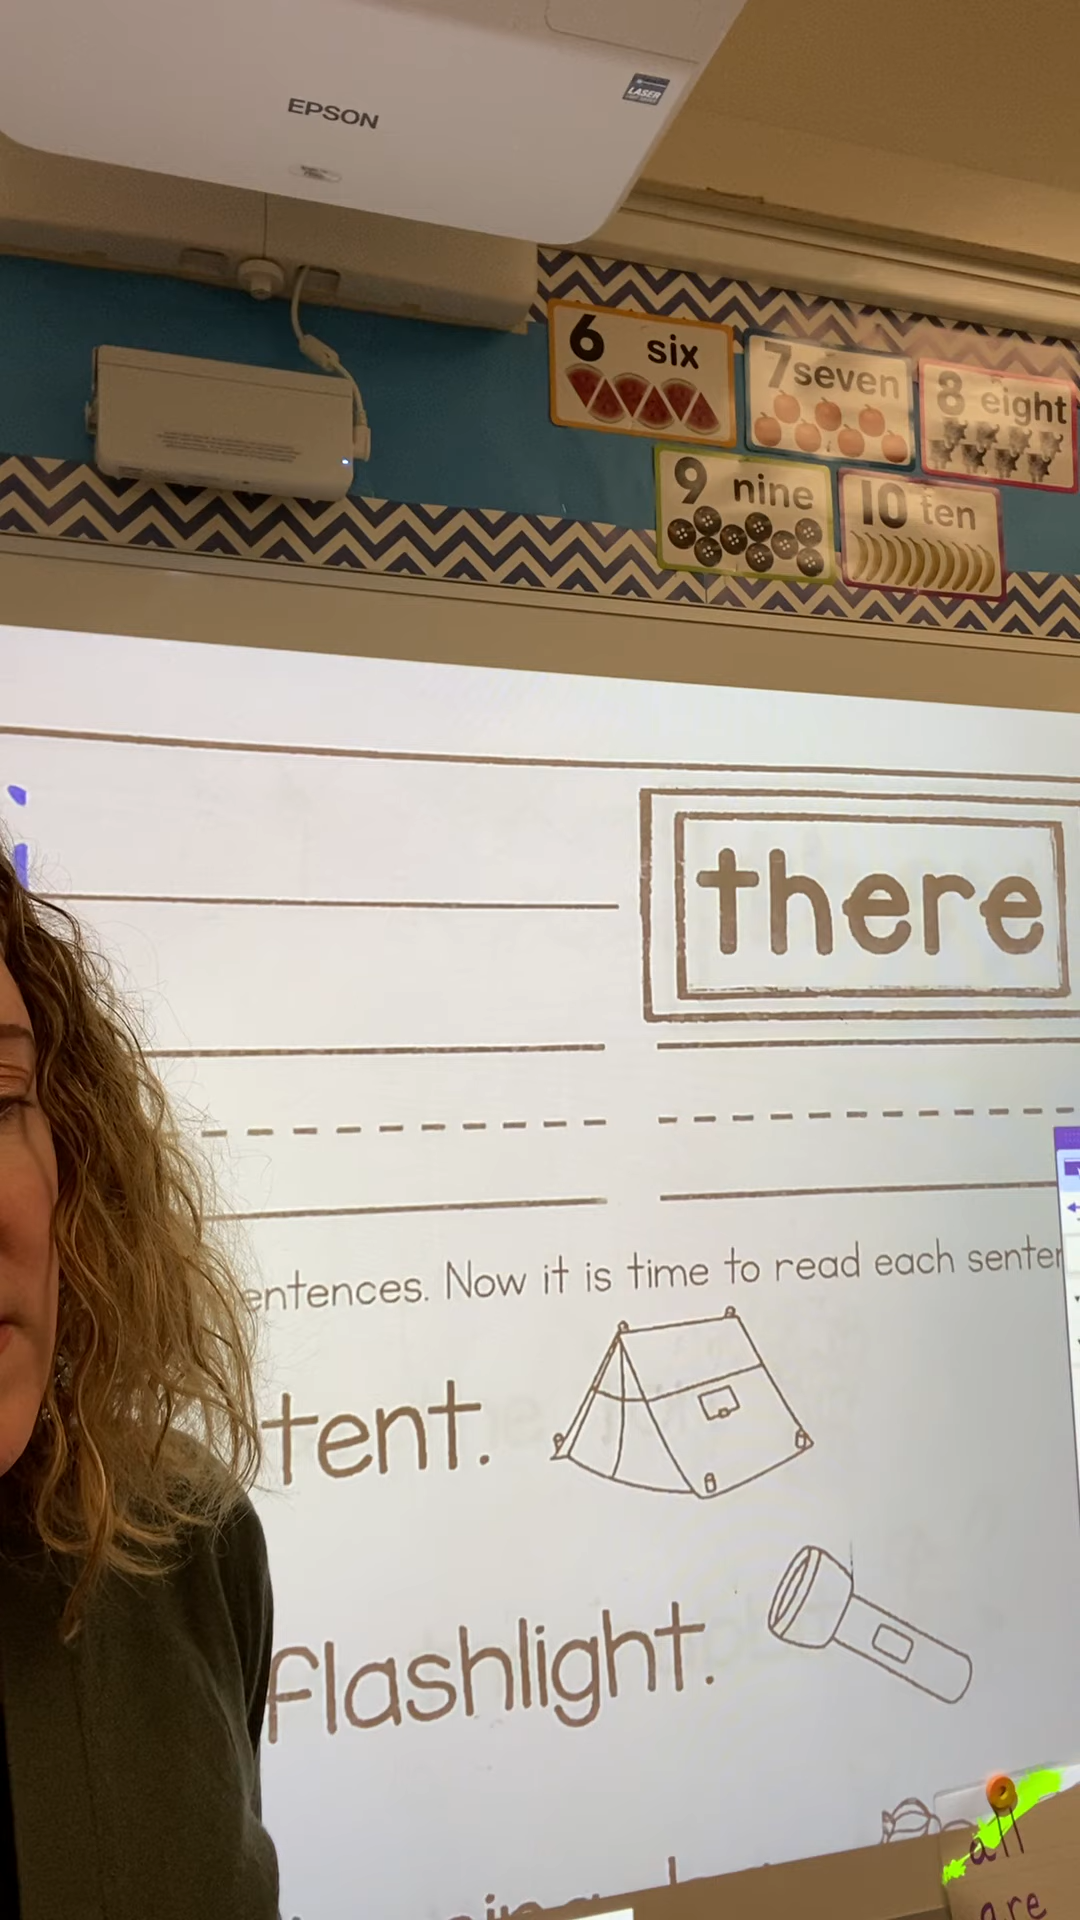 EPSON
LASER
6 six
7 seven
8 eight
9 nine
10 ten
there
entences. Now it is time to read each senten
tent.
flashlight.
all
are